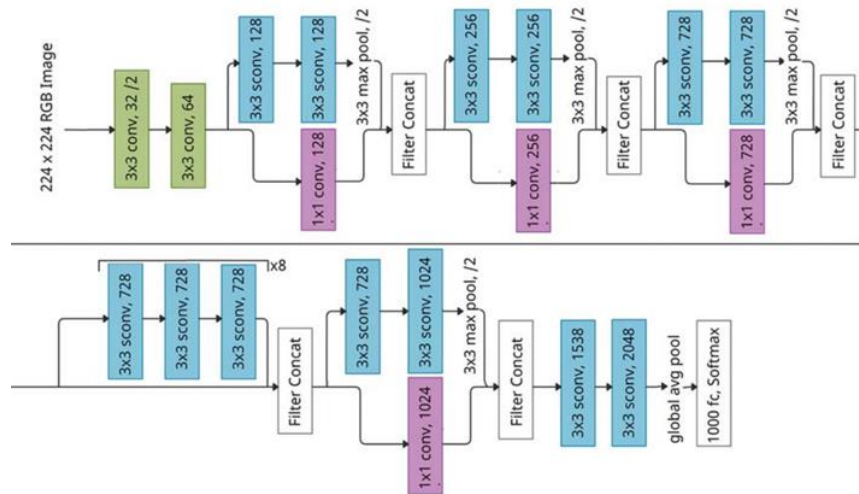 224 x 224 RGB Image
3x3 conv, 32 /2
3x3 conv, 64
3x3 sconv, 128
3x3 sconv, 128
3x3 max pool, /2
1x1 conv, 128
Filter Concat
3x3 sconv, 256
3x3 sconv, 256
3x3 max pool, /2
1x1 conv, 256
Filter Concat
3x3 sconv, 728
3x3 sconv, 728
3x3 max pool, /2
1x1 conv, 728
Filter Concat
3x3 sconv, 728
3x3 sconv, 728
3x3 sconv, 728
x8
Filter Concat
3x3 sconv, 728
3x3 sconv, 1024
3x3 max pool, /2
1x1 conv, 1024
Filter Concat
3x3 sconv, 1538
3x3 sconv, 2048
global avg pool
1000 fc, Softmax